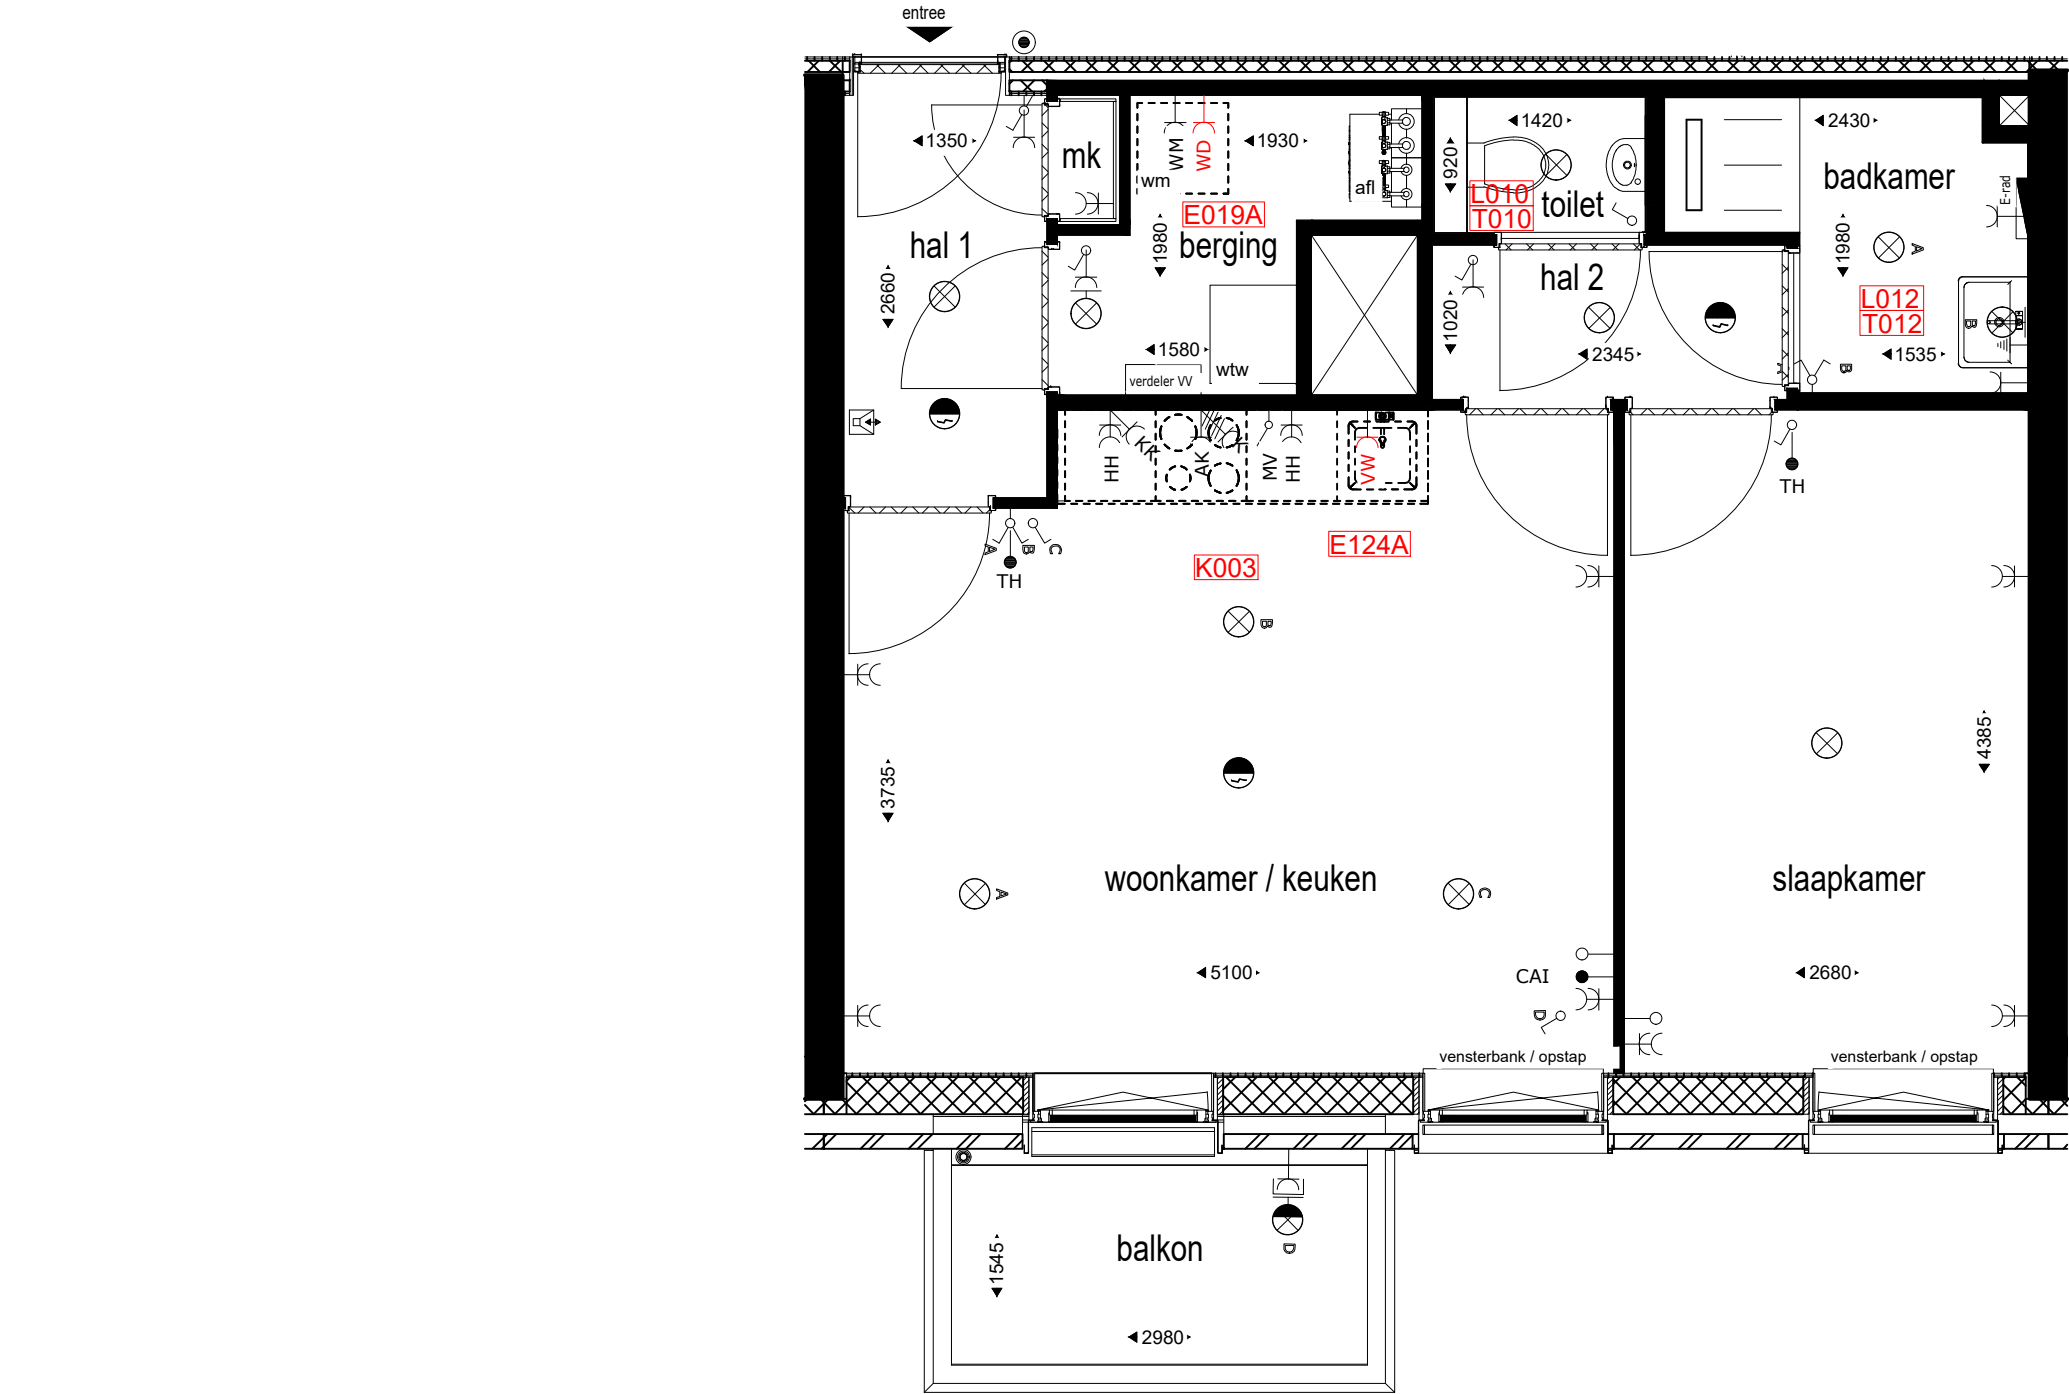 entree
1350
mk
WM
WD
wm
1930
afl
1420
920
L010
T010
toilet
2430
badkamer
E-rad
hal 1
2660
E019A
1980
berging
hal 2
1020
2345
1980
A
L012
T012
B
1535
B
1580
verdeler VV
wtw
HH
KK
AK
MV
HH
VW
TH
A
B
C
TH
E124A
K003
B
3735
4385
woonkamer / keuken
slaapkamer
A
C
5100
CAI
2680
D
vensterbank / opstap
vensterbank / opstap
balkon
D
1545
2980